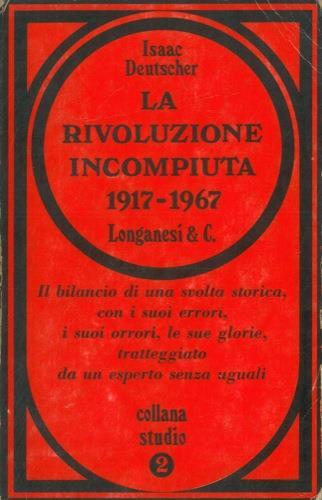 Isaac
Deutscher
LA
RIVOLUZIONE
INCOMPIUTA
1917-1967
Longanesi & C.
Il bilancio di una svolta storica,
con i suoi errori,
i suoi orrori, le sue glorie,
tratteggiato
da un esperto senza uguali
collana
studio
2